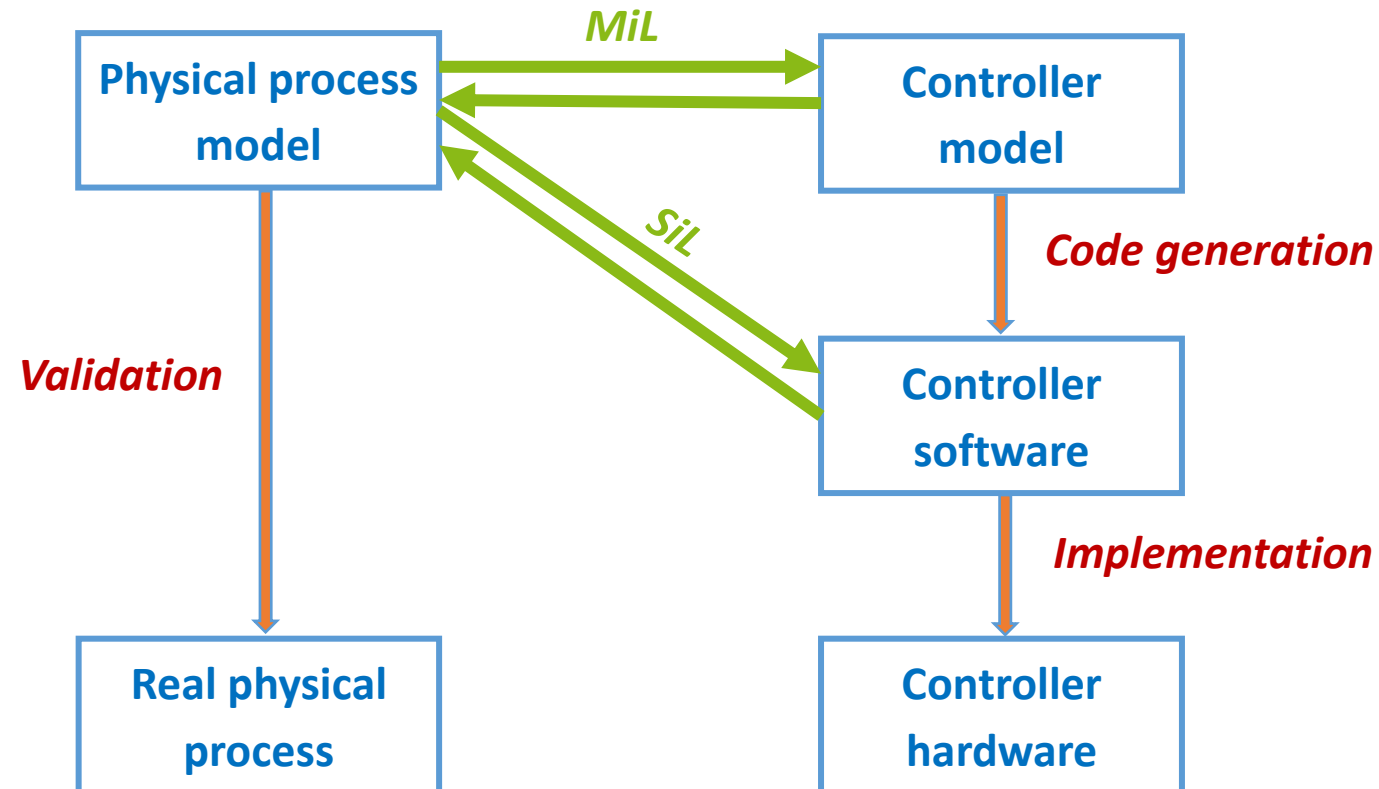 MiL
Physical process
model
Controller
model
SiL
Code generation
Validation
Controller
software
Implementation
Real physical
process
Controller
hardware